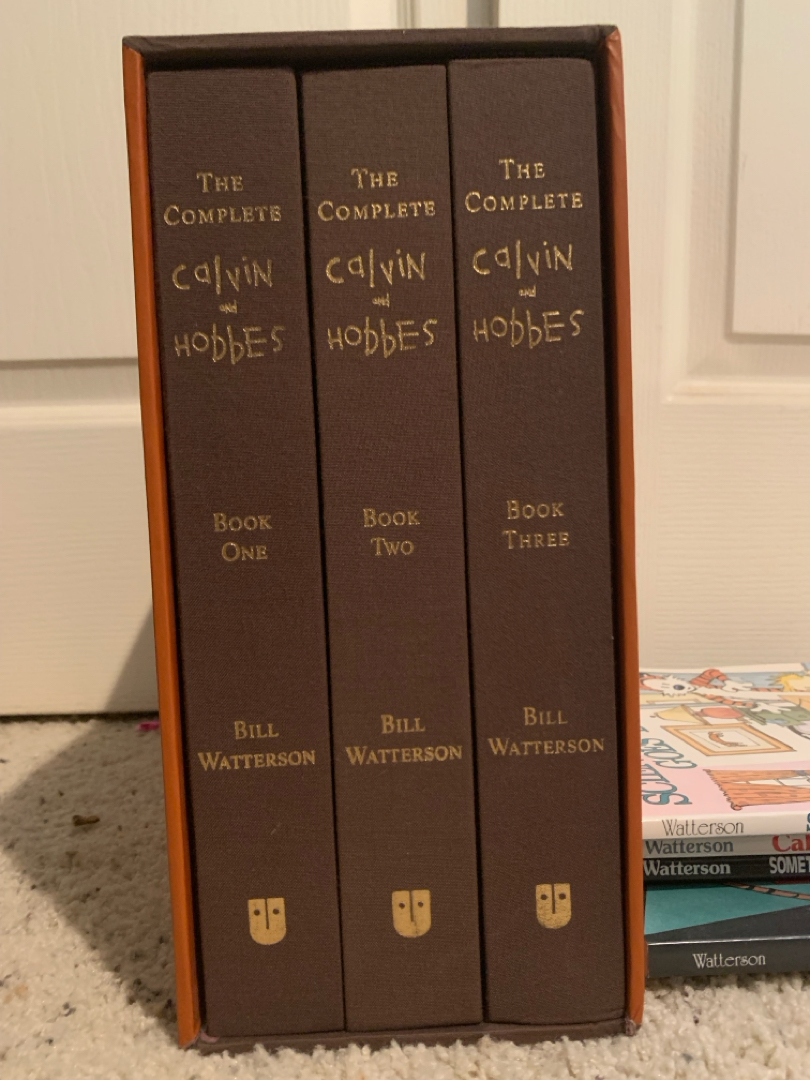 The
Complete
Calvin
and
Hobbes
Book
One
Bill
Watterson
The
Complete
Calvin
and
Hobbes
Book
Two
Bill
Watterson
The
Complete
Calvin
and
Hobbes
Book
Three
Bill
Watterson
Watterson
Watterson
Watterson
Watterson